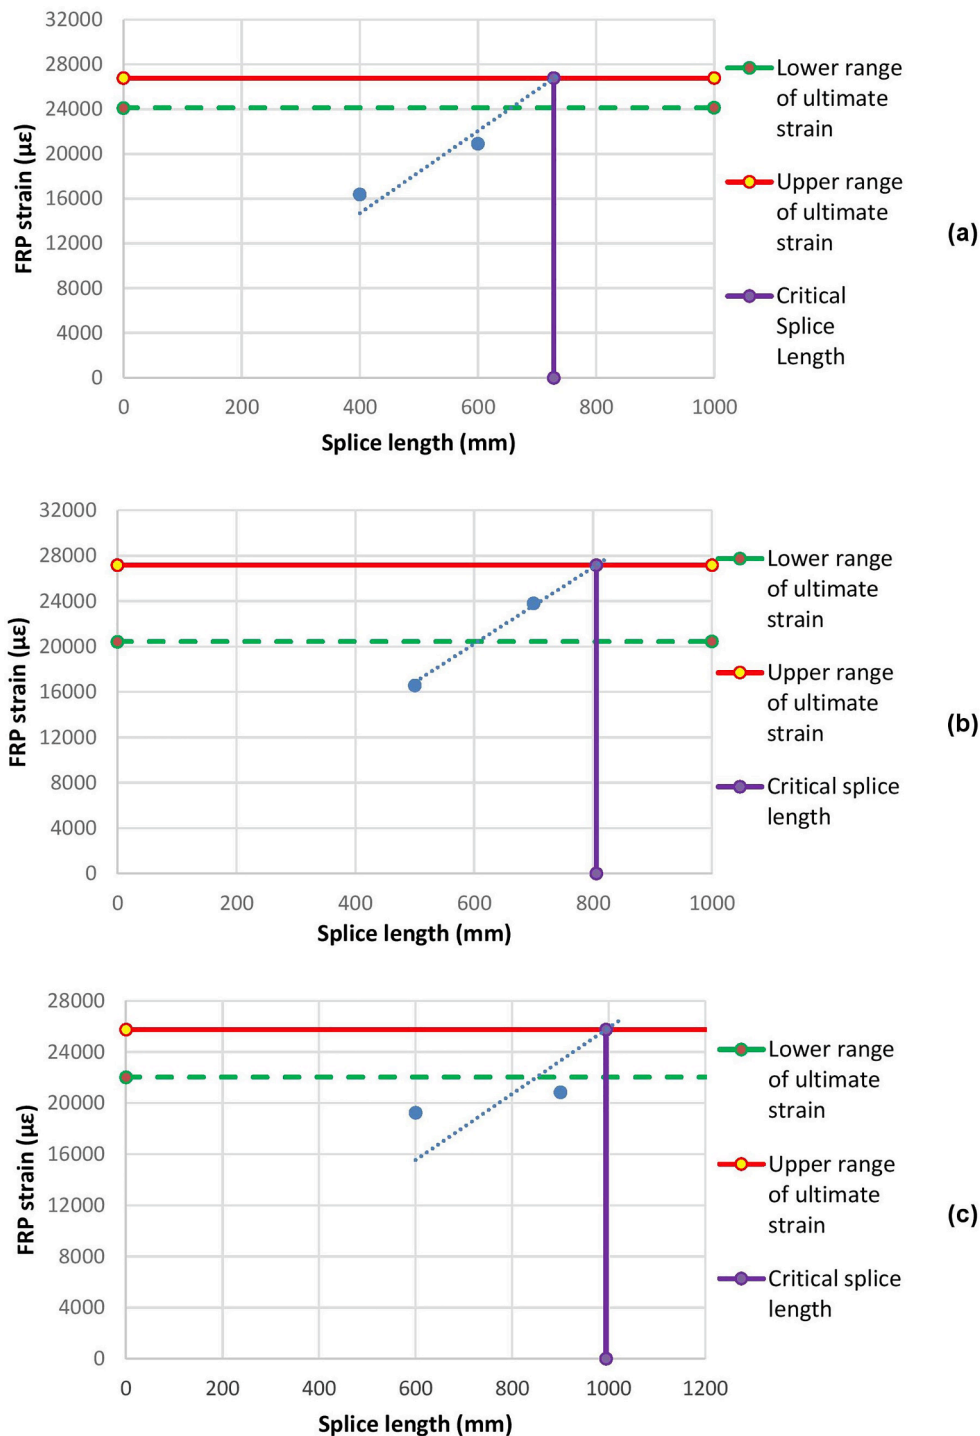 32000
28000
24000
20000
16000
12000
8000
4000
0
FRP strain (με)
0 200 400 600 800 1000
Splice length (mm)
Lower range
of ultimate
strain
Upper range
of ultimate
strain
Critical
Splice
Length
(a)
32000
28000
24000
20000
16000
12000
8000
4000
0
FRP strain (με)
0 200 400 600 800 1000
Splice length (mm)
Lower range
of ultimate
strain
Upper range
of ultimate
strain
Critical splice
length
(b)
28000
24000
20000
16000
12000
8000
4000
0
FRP strain (με)
0 200 400 600 800 1000 1200
Splice length (mm)
Lower range
of ultimate
strain
Upper range
of ultimate
strain
Critical splice
length
(c)